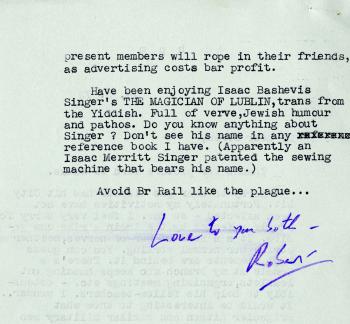 present members will rope in their friends,
as advertising costs bar profit.
Have been enjoying Isaac Bashevis
Singer's THE MAGICIAN OF LUBLIN,trans from
the Yiddish. Full of verve,Jewish humour
and pathos. Do you know anything about
Singer ? Don't see his name in any
reference book I have. (Apparently an
Isaac Merritt Singer patented the sewing
machine that bears his name.)
Avoid Br Rail like the plague...
Love to you both -
Robert